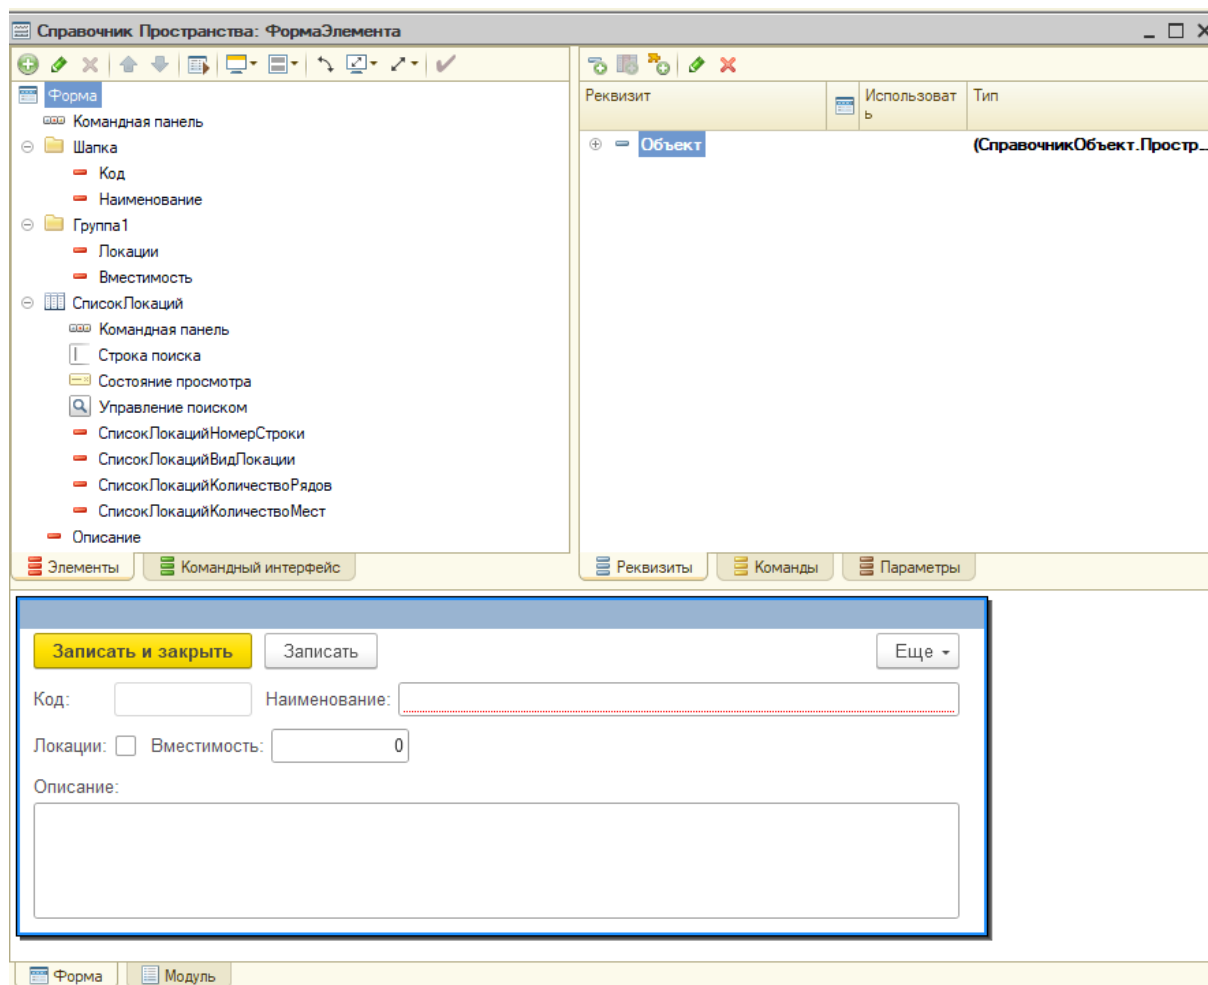 Справочник Пространства: ФормаЭлемента
Форма
Командная панель
Шапка
Код
Наименование
Группа1
Локации
Вместимость
СписокЛокаций
Командная панель
Строка поиска
Состояние просмотра
Управление поиском
СписокЛокацийНомерСтроки
СписокЛокацийВидЛокации
СписокЛокацийКоличествоРядов
СписокЛокацийКоличествоМест
Описание
Элементы
Командный интерфейс
Реквизит
Использоват
ь
Тип
Объект
(СправочникОбъект.Простр...
Реквизиты
Команды
Параметры
Записать и закрыть
Записать
Еще
Код:
Наименование:
Локации:
Вместимость:
0
Описание:
Форма
Модуль